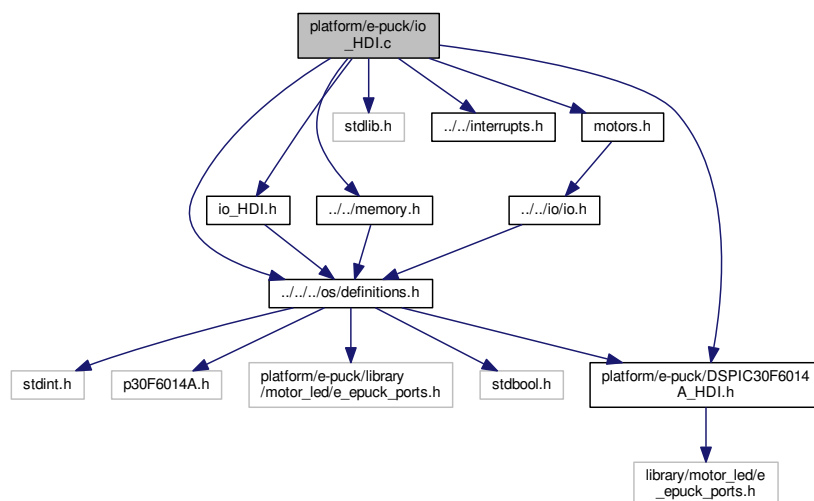 platform/e-puck/io
_HDI.c
stdlib.h
../../interrupts.h
motors.h
io_HDI.h
../../memory.h
../../io/io.h
../../../os/definitions.h
stdint.h
p30F6014A.h
platform/e-puck/library
/motor_led/e_epuck_ports.h
stdbool.h
platform/e-puck/DSPIC30F6014
A_HDI.h
library/motor_led/e
_epuck_ports.h